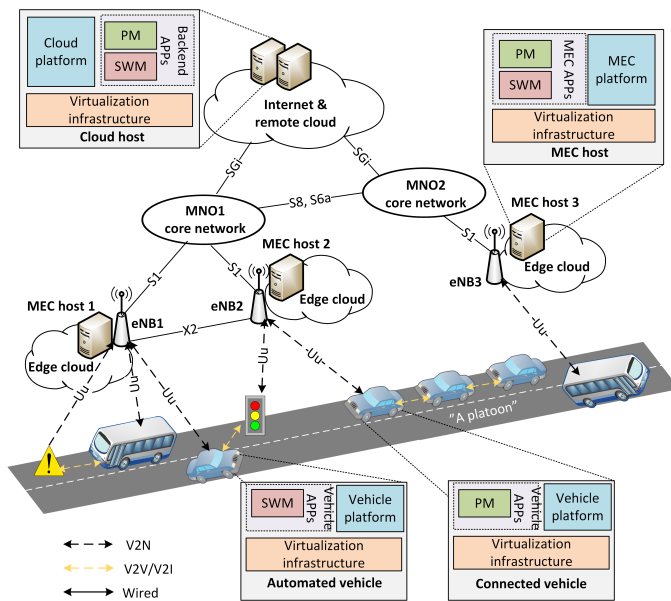 Cloud
platform
PM
SWM
Backend
APPs
Virtualization
infrastructure
Cloud host
Internet &
remote cloud
PM
SWM
MEC APPs
MEC
platform
Virtualization
infrastructure
MEC host
SGi
SGi
MNO1
core network
S8, S6a
MNO2
core network
S1
S1
S1
MEC host 3
eNB3
Edge cloud
MEC host 2
eNB2
Edge cloud
MEC host 1
eNB1
Edge cloud
X2
-Uu
Uu
-Uu
Uu
-Uu-
-Uu-
"A platoon"
SWM
Vehicle
APPs
Vehicle
platform
Virtualization
infrastructure
Automated vehicle
PM
Vehicle
APPs
Vehicle
platform
Virtualization
infrastructure
Connected vehicle
V2N
V2V/V2I
Wired